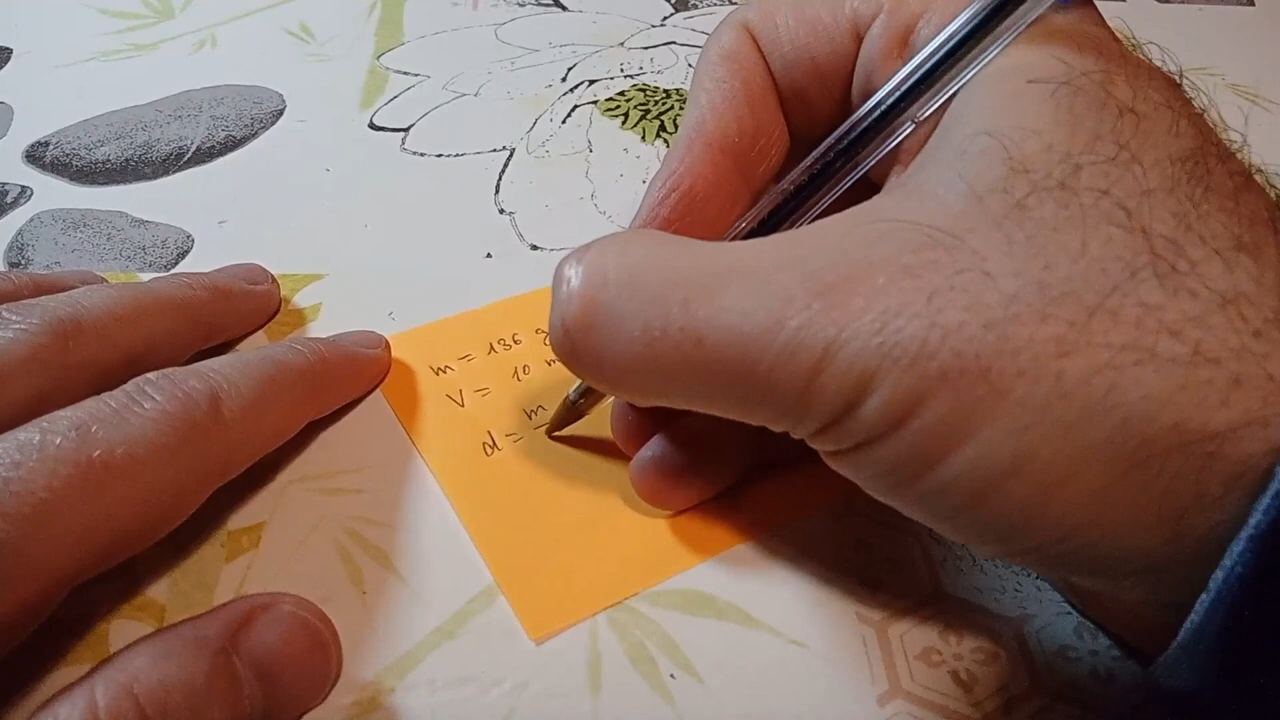 m = 136 g
V = 10 m
d = m